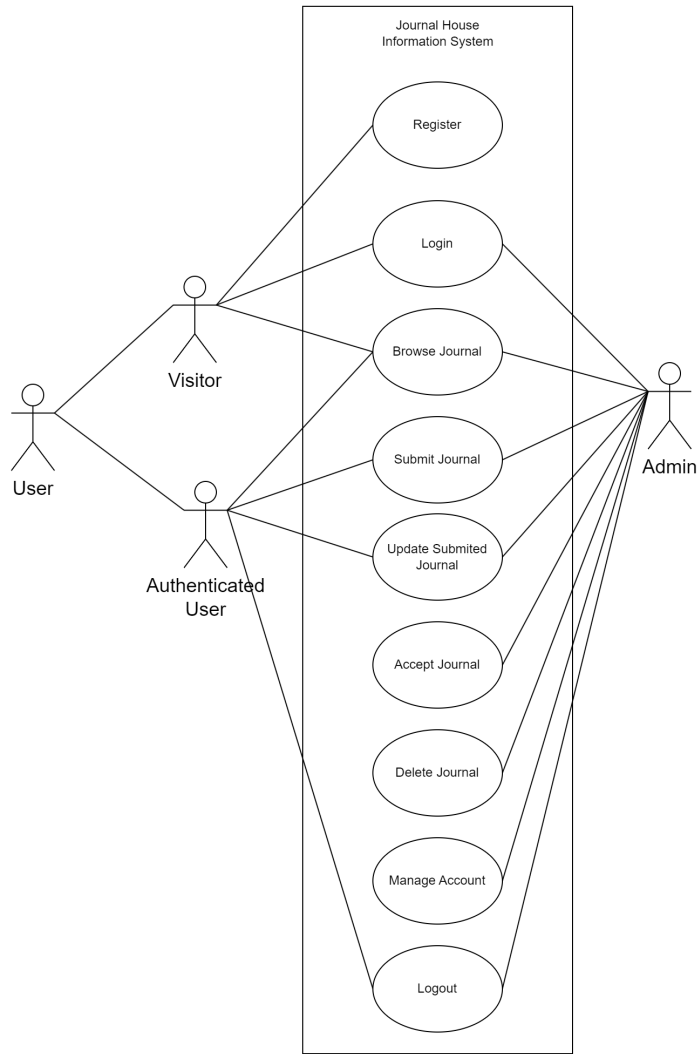 Journal House
Information System
Register
Login
Visitor
Browse Journal
User
Submit Journal
Admin
Authenticated
User
Update Submited
Journal
Accept Journal
Delete Journal
Manage Account
Logout